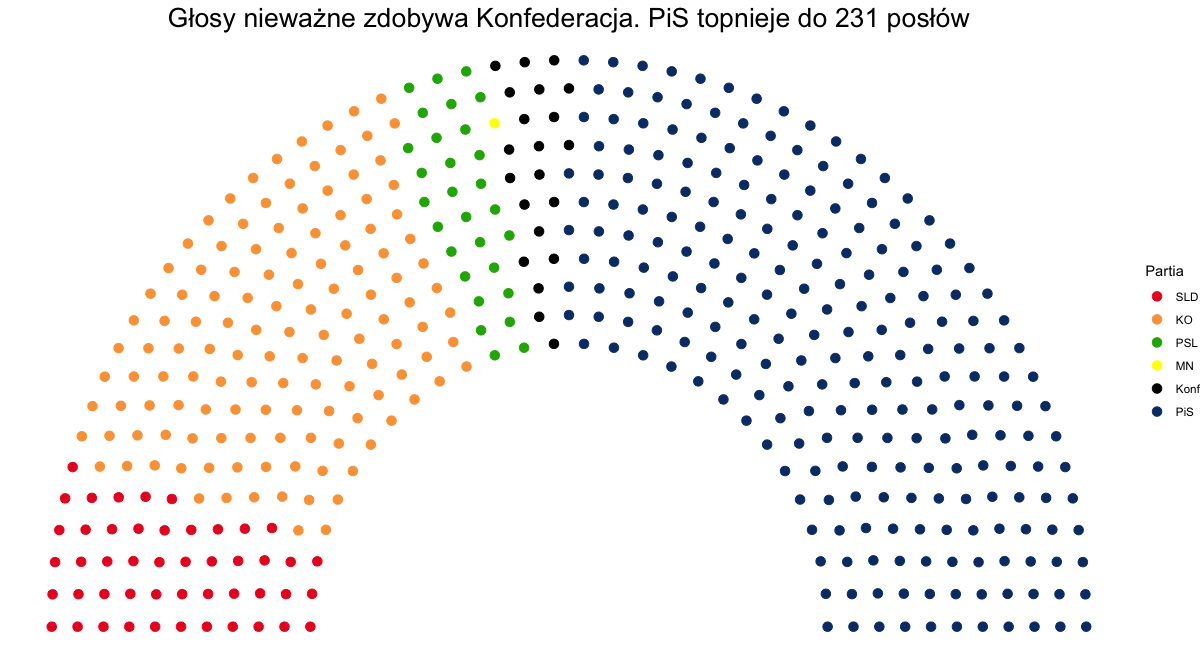 Głosy nieważne zdobywa Konfederacja. PiS topnieje do 231 posłów
Partia
SLD
KO
PSL
MN
Konf
PiS